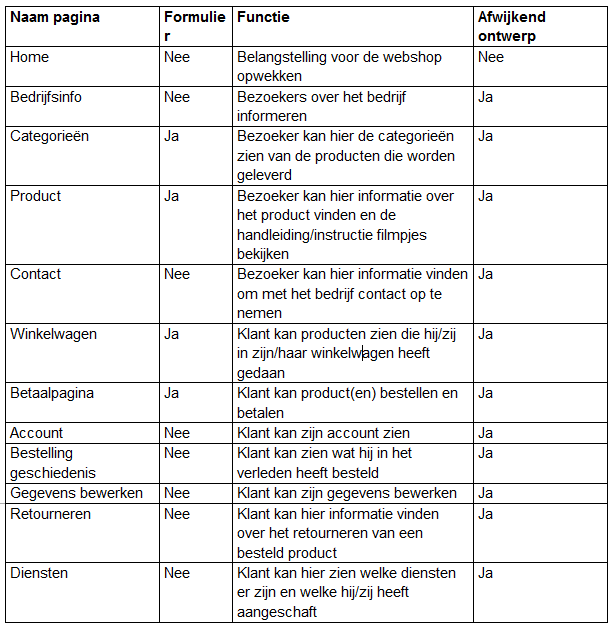 Naam pagina Formulie Functie Afwijkend
r ontwerp
Home Nee Belangstelling voor de webshop Nee
opwekken
Bedrijfsinfo Nee Bezoekers over het bedrijf Ja
informeren
Categorieën Ja Bezoeker kan hier de categorieën Ja
zien van de producten die worden
geleverd
Product Ja Bezoeker kan hier informatie over Ja
het product vinden en de
handleiding/instructie filmpjes
bekijken
Contact Nee Bezoeker kan hier informatie vinden Ja
om met het bedrijf contact op te
nemen
Winkelwagen Ja Klant kan producten zien die hij/zij Ja
in zijn/haar winkelwagen heeft
gedaan
Betaalpagina Ja Klant kan product(en) bestellen en Ja
betalen
Account Nee Klant kan zijn account zien Ja
Bestelling Nee Klant kan zien wat hij in het Ja
geschiedenis verleden heeft besteld
Gegevens bewerken Nee Klant kan zijn gegevens bewerken Ja
Retourneren Nee Klant kan hier informatie vinden Ja
over het retourneren van een
besteld product
Diensten Nee Klant kan hier zien welke diensten Ja
er zijn en welke hij/zij heeft
aangeschaft